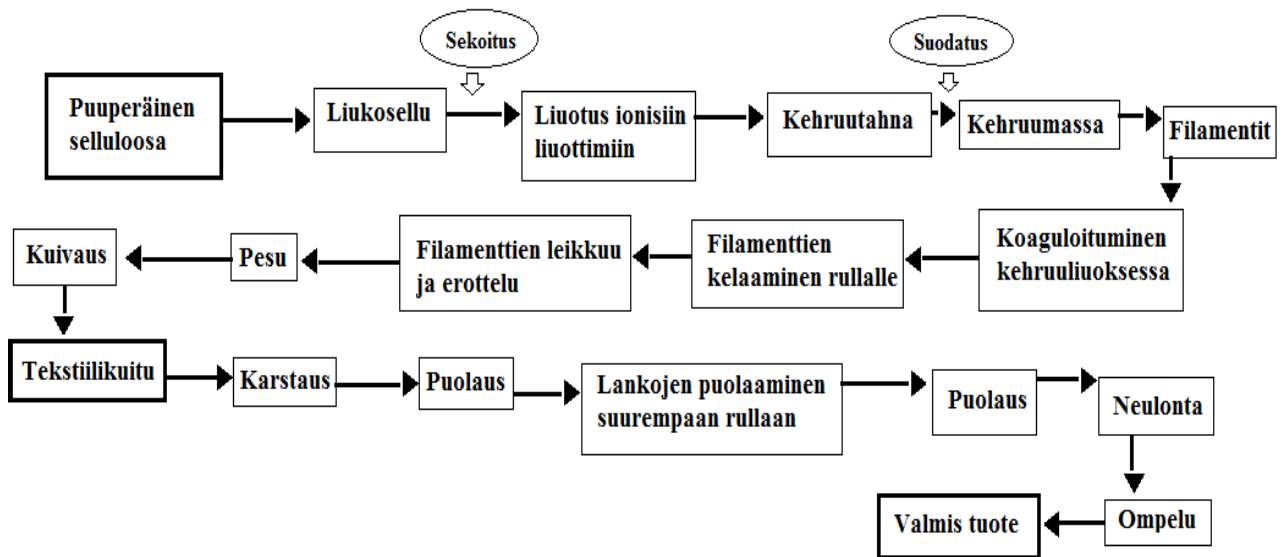 Sekoitus
Suodatus
Puuperäinen
selluloosa
Liukosellu
Liuotus ionisiin
liuottimiin
Kehruutahna
Kehruumassa
Filamentit
Koaguloituminen
kehruuliuoksessa
Filamenttien
kelaaminen rullalle
Filamenttien leikkuu
ja erottelu
Pesu
Kuivaus
Tekstiilikuitu
Karstaus
Puolaus
Lankojen puolaaminen
suurempaan rullaan
Puolaus
Neulonta
Ompelu
Valmis tuote